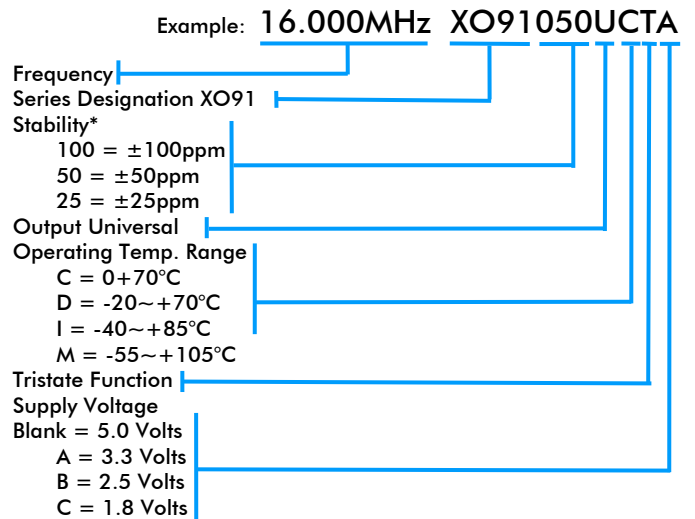 Example: 16.000MHz XO91050UCTA
Frequency
Series Designation XO91
Stability*
100 = ±100ppm
50 = ±50ppm
25 = ±25ppm
Output Universal
Operating Temp. Range
C = 0+70°C
D = -20~+70°C
I = -40~+85°C
M = -55~+105°C
Tristate Function
Supply Voltage
Blank = 5.0 Volts
A = 3.3 Volts
B = 2.5 Volts
C = 1.8 Volts